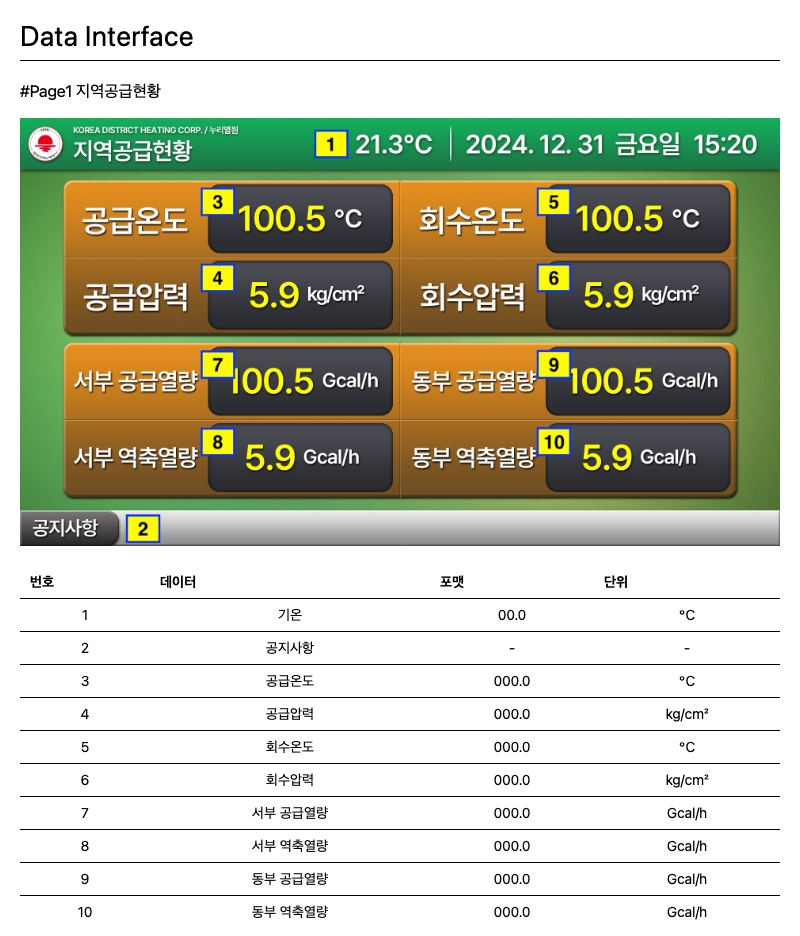 Data Interface
#Page1 지역공급현황
KOREA DISTRICT HEATING CORP. / 누리열원
지역공급현황
1 21.3°C 2024. 12. 31 금요일 15:20
공급온도 3 100.5 °C 회수온도 5 100.5 °C
공급압력 4 5.9 kg/cm² 회수압력 6 5.9 kg/cm²
서부 공급열량 7 100.5 Gcal/h 동부 공급열량 9 100.5 Gcal/h
서부 역축열량 8 5.9 Gcal/h 동부 역축열량 10 5.9 Gcal/h
공지사항 2
번호 데이터 포맷 단위
1 기온 00.0 °C
2 공지사항 - -
3 공급온도 000.0 °C
4 공급압력 000.0 kg/cm²
5 회수온도 000.0 °C
6 회수압력 000.0 kg/cm²
7 서부 공급열량 000.0 Gcal/h
8 서부 역축열량 000.0 Gcal/h
9 동부 공급열량 000.0 Gcal/h
10 동부 역축열량 000.0 Gcal/h